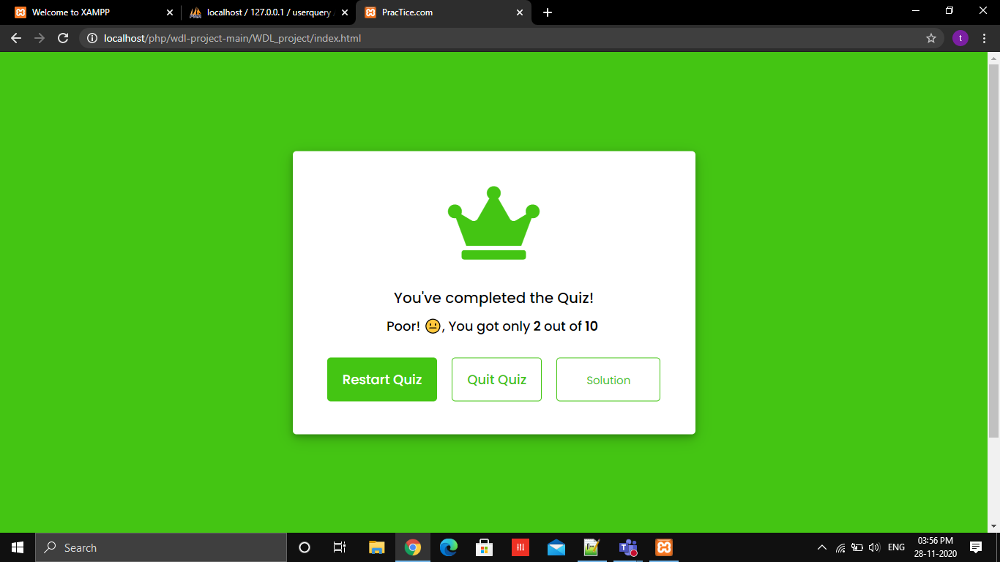 Welcome to XAMPP
localhost / 127.0.0.1 / userquery
PracTice.com
localhost/php/wdl-project-main/WDL_project/index.html
t
You've completed the Quiz!
Poor! 😐, You got only 2 out of 10
Restart Quiz
Quit Quiz
Solution
Search
ENG
03:56 PM
28-11-2020